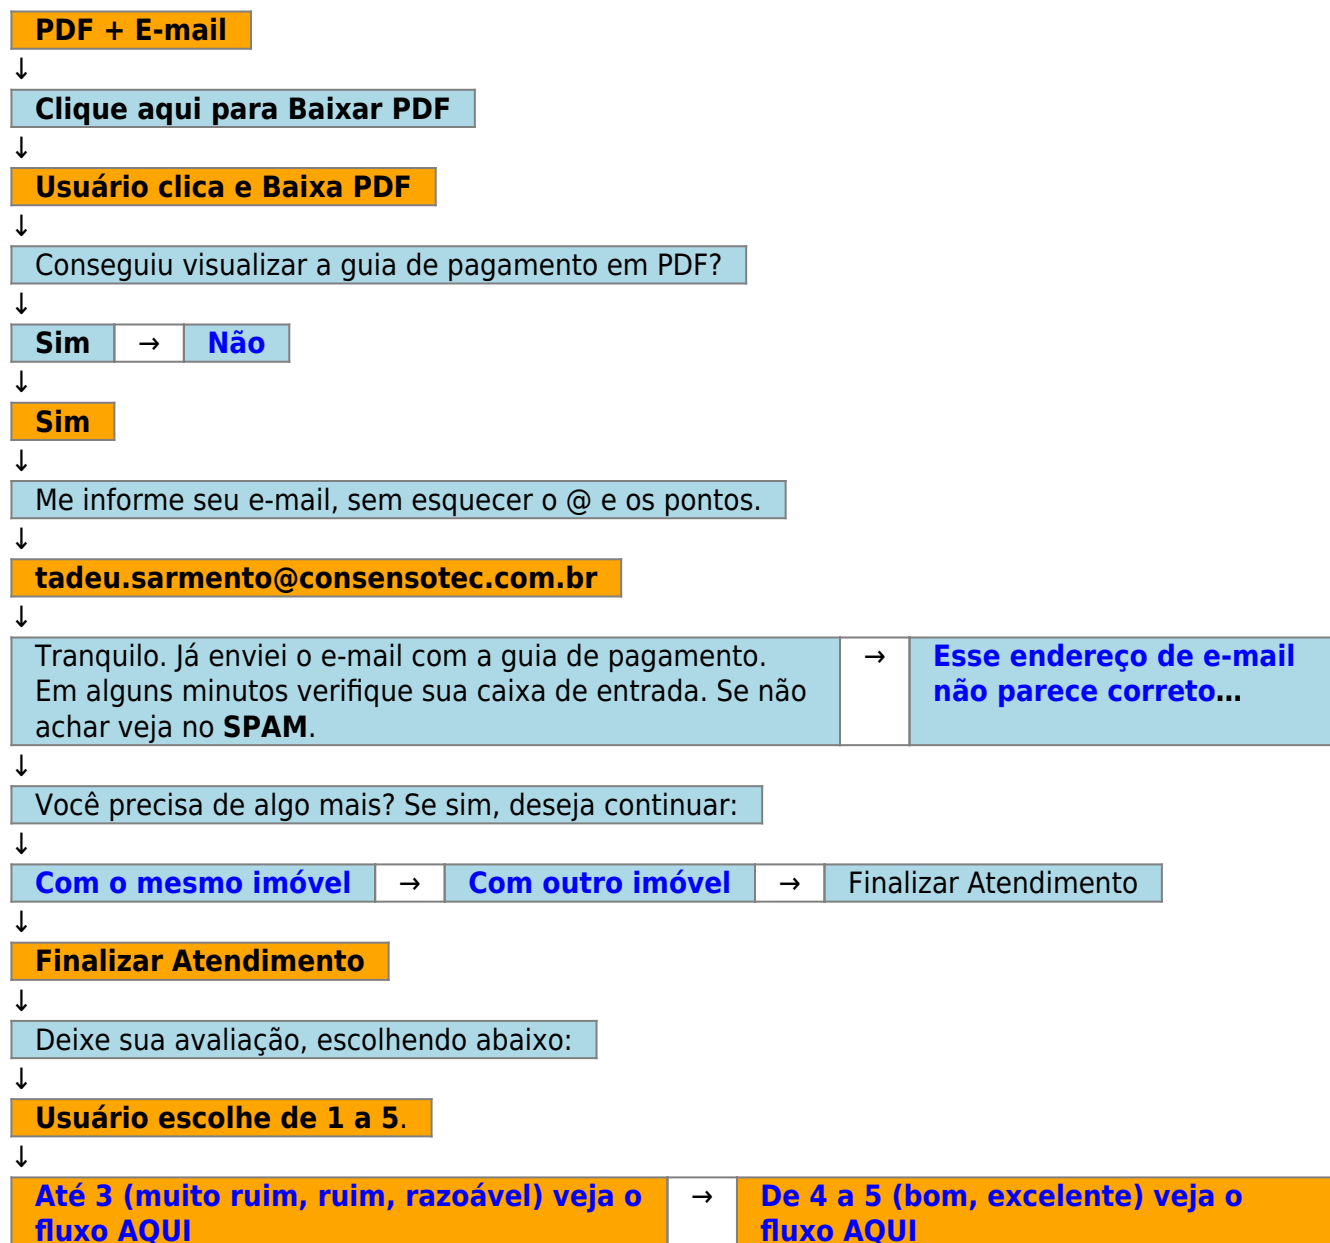 PDF + E-mail
↓
Clique aqui para Baixar PDF
↓
Usuário clica e Baixa PDF
↓
Conseguiu visualizar a guia de pagamento em PDF?
↓
Sim → Não
↓
Sim
↓
Me informe seu e-mail, sem esquecer o @ e os pontos.
↓
tadeu.sarmento@consensotec.com.br
↓
Tranquilo. Já enviei o e-mail com a guia de pagamento.
Em alguns minutos verifique sua caixa de entrada. Se não
achar veja no SPAM.
→
Esse endereço de e-mail
não parece correto...
↓
Você precisa de algo mais? Se sim, deseja continuar:
↓
Com o mesmo imóvel → Com outro imóvel → Finalizar Atendimento
↓
Finalizar Atendimento
↓
Deixe sua avaliação, escolhendo abaixo:
↓
Usuário escolhe de 1 a 5.
↓
Até 3 (muito ruim, ruim, razoável) veja o
fluxo AQUI
→
De 4 a 5 (bom, excelente) veja o
fluxo AQUI